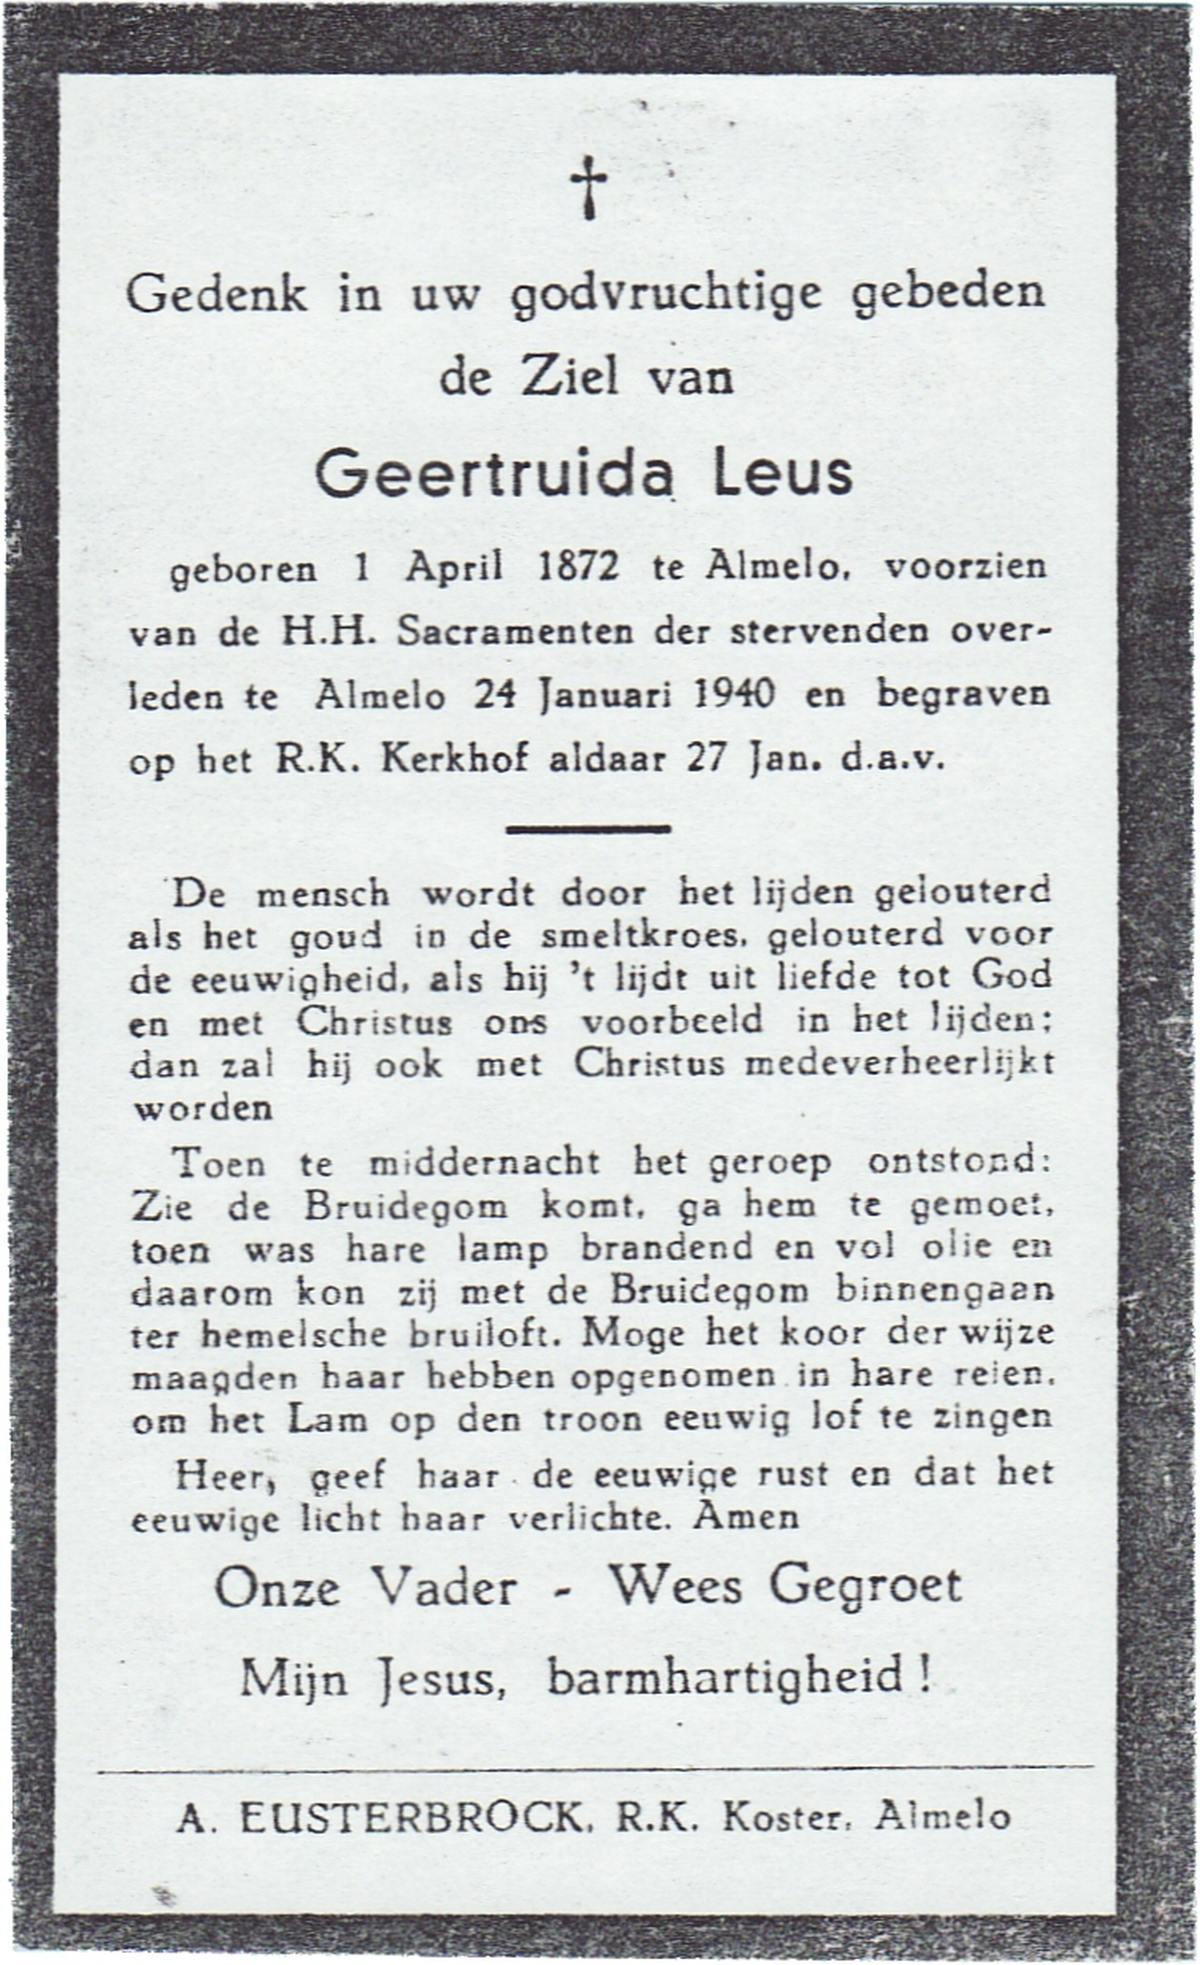 †
Gedenk in uw godvruchtige gebeden
de Ziel van
Geertruida Leus
geboren 1 April 1872 te Almelo, voorzien
van de H.H. Sacramenten der stervenden over-
leden te Almelo 24 Januari 1940 en begraven
op het R.K. Kerkhof aldaar 27 Jan. d.a.v.
De mensch wordt door het lijden gelouterd
als het goud in de smeltkroes, gelouterd voor
de eeuwigheid, als hij 't lijdt uit liefde tot God
en met Christus ons voorbeeld in het lijden;
dan zal hij ook met Christus medeverheerlijkt
worden
Toen te middernacht het geroep ontstond:
Zie de Bruidegom komt, ga hem te gemoet,
toen was hare lamp brandend en vol olie en
daarom kon zij met de Bruidegom binnengaan
ter hemelsche bruiloft. Moge het koor der wijze
maagden haar hebben opgenomen in hare reien,
om het Lam op den troon eeuwig lof te zingen
Heer, geef haar de eeuwige rust en dat het
eeuwige licht haar verlichte. Amen
Onze Vader - Wees Gegroet
Mijn Jesus, barmhartigheid !
A. EUSTERBROCK, R.K. Koster, Almelo